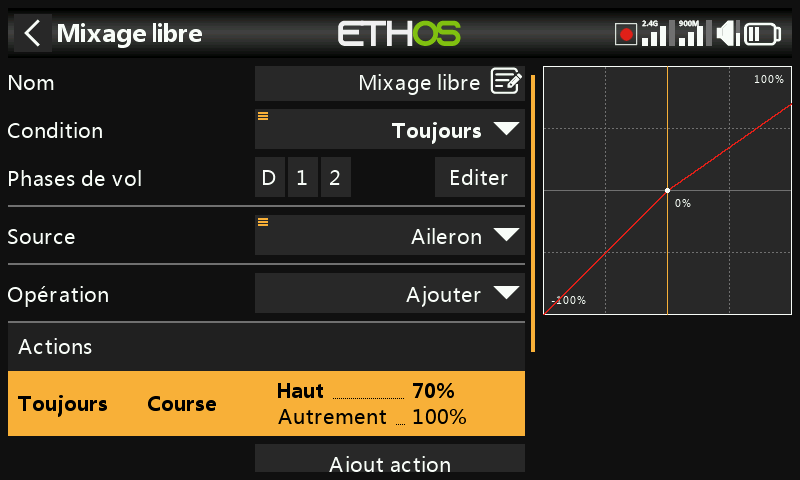 Mixage libre
ETHOS
2.4G
900M
Nom
Mixage libre
Condition
Toujours
Phases de vol
D
1
2
Editer
Source
Aileron
Opération
Ajouter
Actions
Toujours
Course
Haut 70%
Autrement 100%
Ajout action
100%
0%
-100%